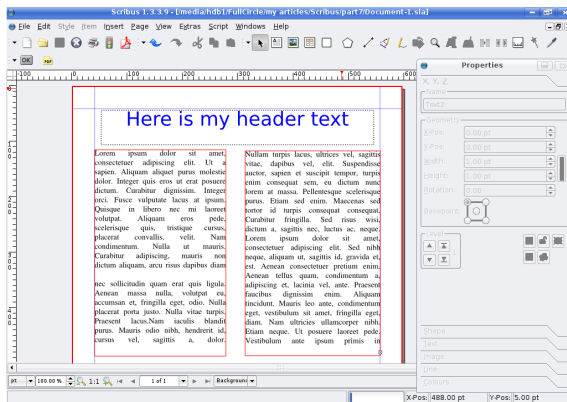 Scribus 1.3.3.9 - [/media/hdb1/FullCircle/my articles/Scribus/part7/Document-1.sla]
File Edit Extras Style Item Insert Page View Extras Script Windows Help
OK PDF
-100 0 100 200 300 400 500 600
Properties
X, Y, Z
Name
Text2
Geometry
X-Pos: 0.00 pt
Y-Pos: 0.00 pt
Width: 1.00 pt
Height: 1.00 pt
Rotation: 0.00
Basepoint:
Level
1
Shape
Text
Image
Line
Colours
Here is my header text
Lorem ipsum dolor sit amet,
consectetuer adipiscing elit. Ut a
sapien. Aliquam aliquet purus molestie
dolor. Integer quis eros ut erat posuere
dictum. Curabitur dignissim. Integer
orci. Fusce vulputate lacus at ipsum.
Quisque in libero nec mi laoreet
volutpat. Aliquam eros pede,
scelerisque quis, tristique cursus,
placerat convallis, velit. Nam
condimentum. Nulla ut mauris.
Curabitur adipiscing, mauris non
dictum aliquam, arcu risus dapibus diam
nec sollicitudin quam erat quis ligula.
Aenean massa nulla, volutpat eu,
accumsan et, fringilla eget, odio. Nulla
placerat porta justo. Nulla vitae turpis.
Praesent lacus.Nam iaculis blandit
purus. Mauris odio nibh, hendrerit id,
cursus vel, sagittis a, dolor.
Nullam turpis lacus, ultrices vel, sagittis
vitae, dapibus vel, elit. Suspendisse
auctor, sapien et suscipit tempor, turpis
enim consequat sem, eu dictum nunc
lorem at massa. Pellentesque scelerisque
purus. Etiam sed enim. Maecenas sed
tortor id turpis consequat consequat.
Curabitur fringilla. Sed risus wisi,
dictum a, sagittis nec, luctus ac, neque.
Lorem ipsum dolor sit amet,
consectetuer adipiscing elit. Sed nibh
neque, aliquam ut, sagittis id, gravida et,
est. Aenean consectetuer pretium enim.
Aenean tellus quam, condimentum a,
adipiscing et, lacinia vel, ante. Praesent
faucibus dignissim enim. Aliquam
tincidunt. Mauris leo ante, condimentum
eget, vestibulum sit amet, fringilla eget,
diam. Nam ultricies ullamcorper nibh.
Etiam neque. Ut posuere laoreet pede.
Vestibulum ante ipsum primis in
pt 100.00 % 1:1 1 of 1 Background
X-Pos: 488.00 pt Y-Pos: 5.00 pt